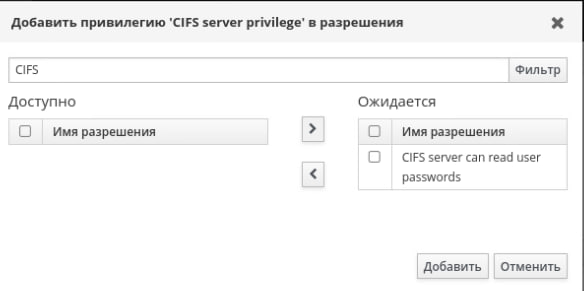 Добавить привилегию 'CIFS server privilege' в разрешения
CIFS
Фильтр
Доступно
Ожидается
Имя разрешения
Имя разрешения
CIFS server can read user
passwords
Добавить
Отменить